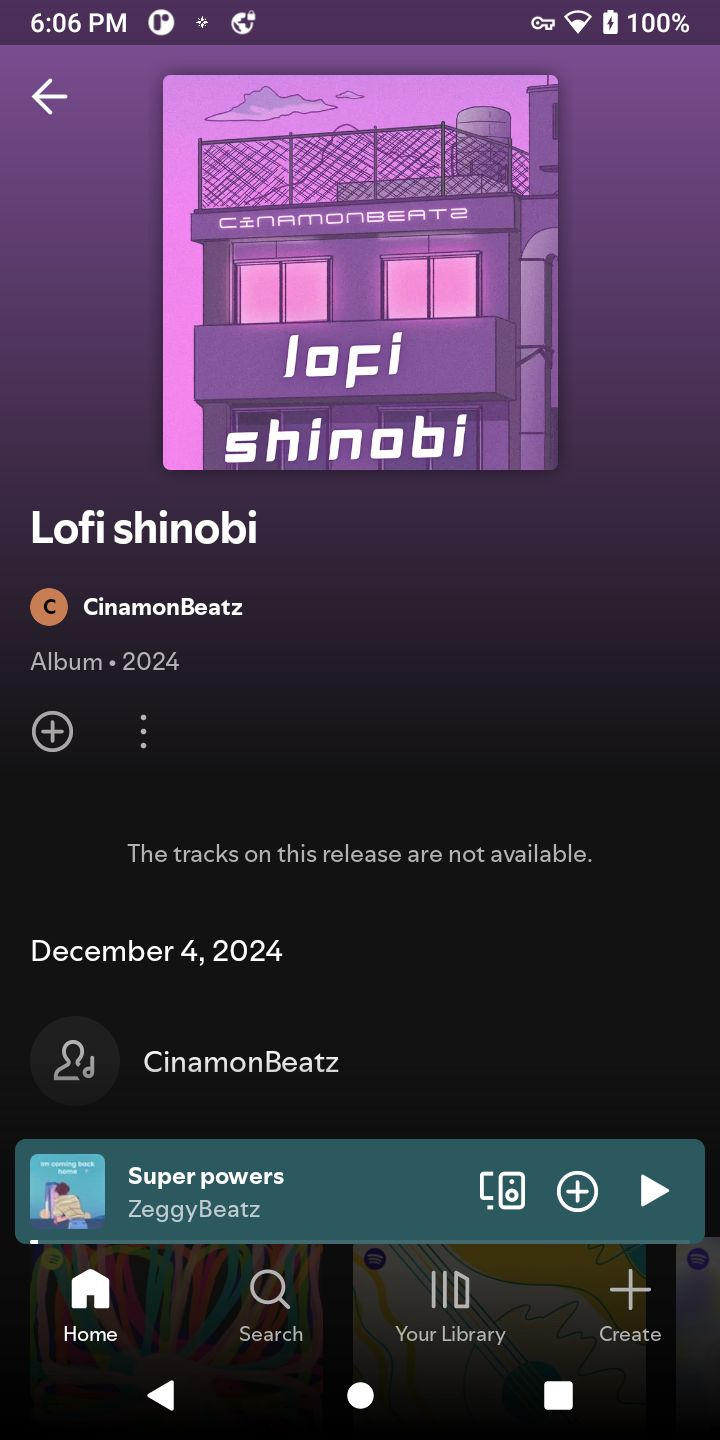 6:06 PM
100%
CINAMONBEATZ
lofi
shinobi
Lofi shinobi
C
CinamonBeatz
Album • 2024
The tracks on this release are not available.
December 4, 2024
CinamonBeatz
Im coming back
home
Super powers
ZeggyBeatz
Home
Search
Your Library
Create